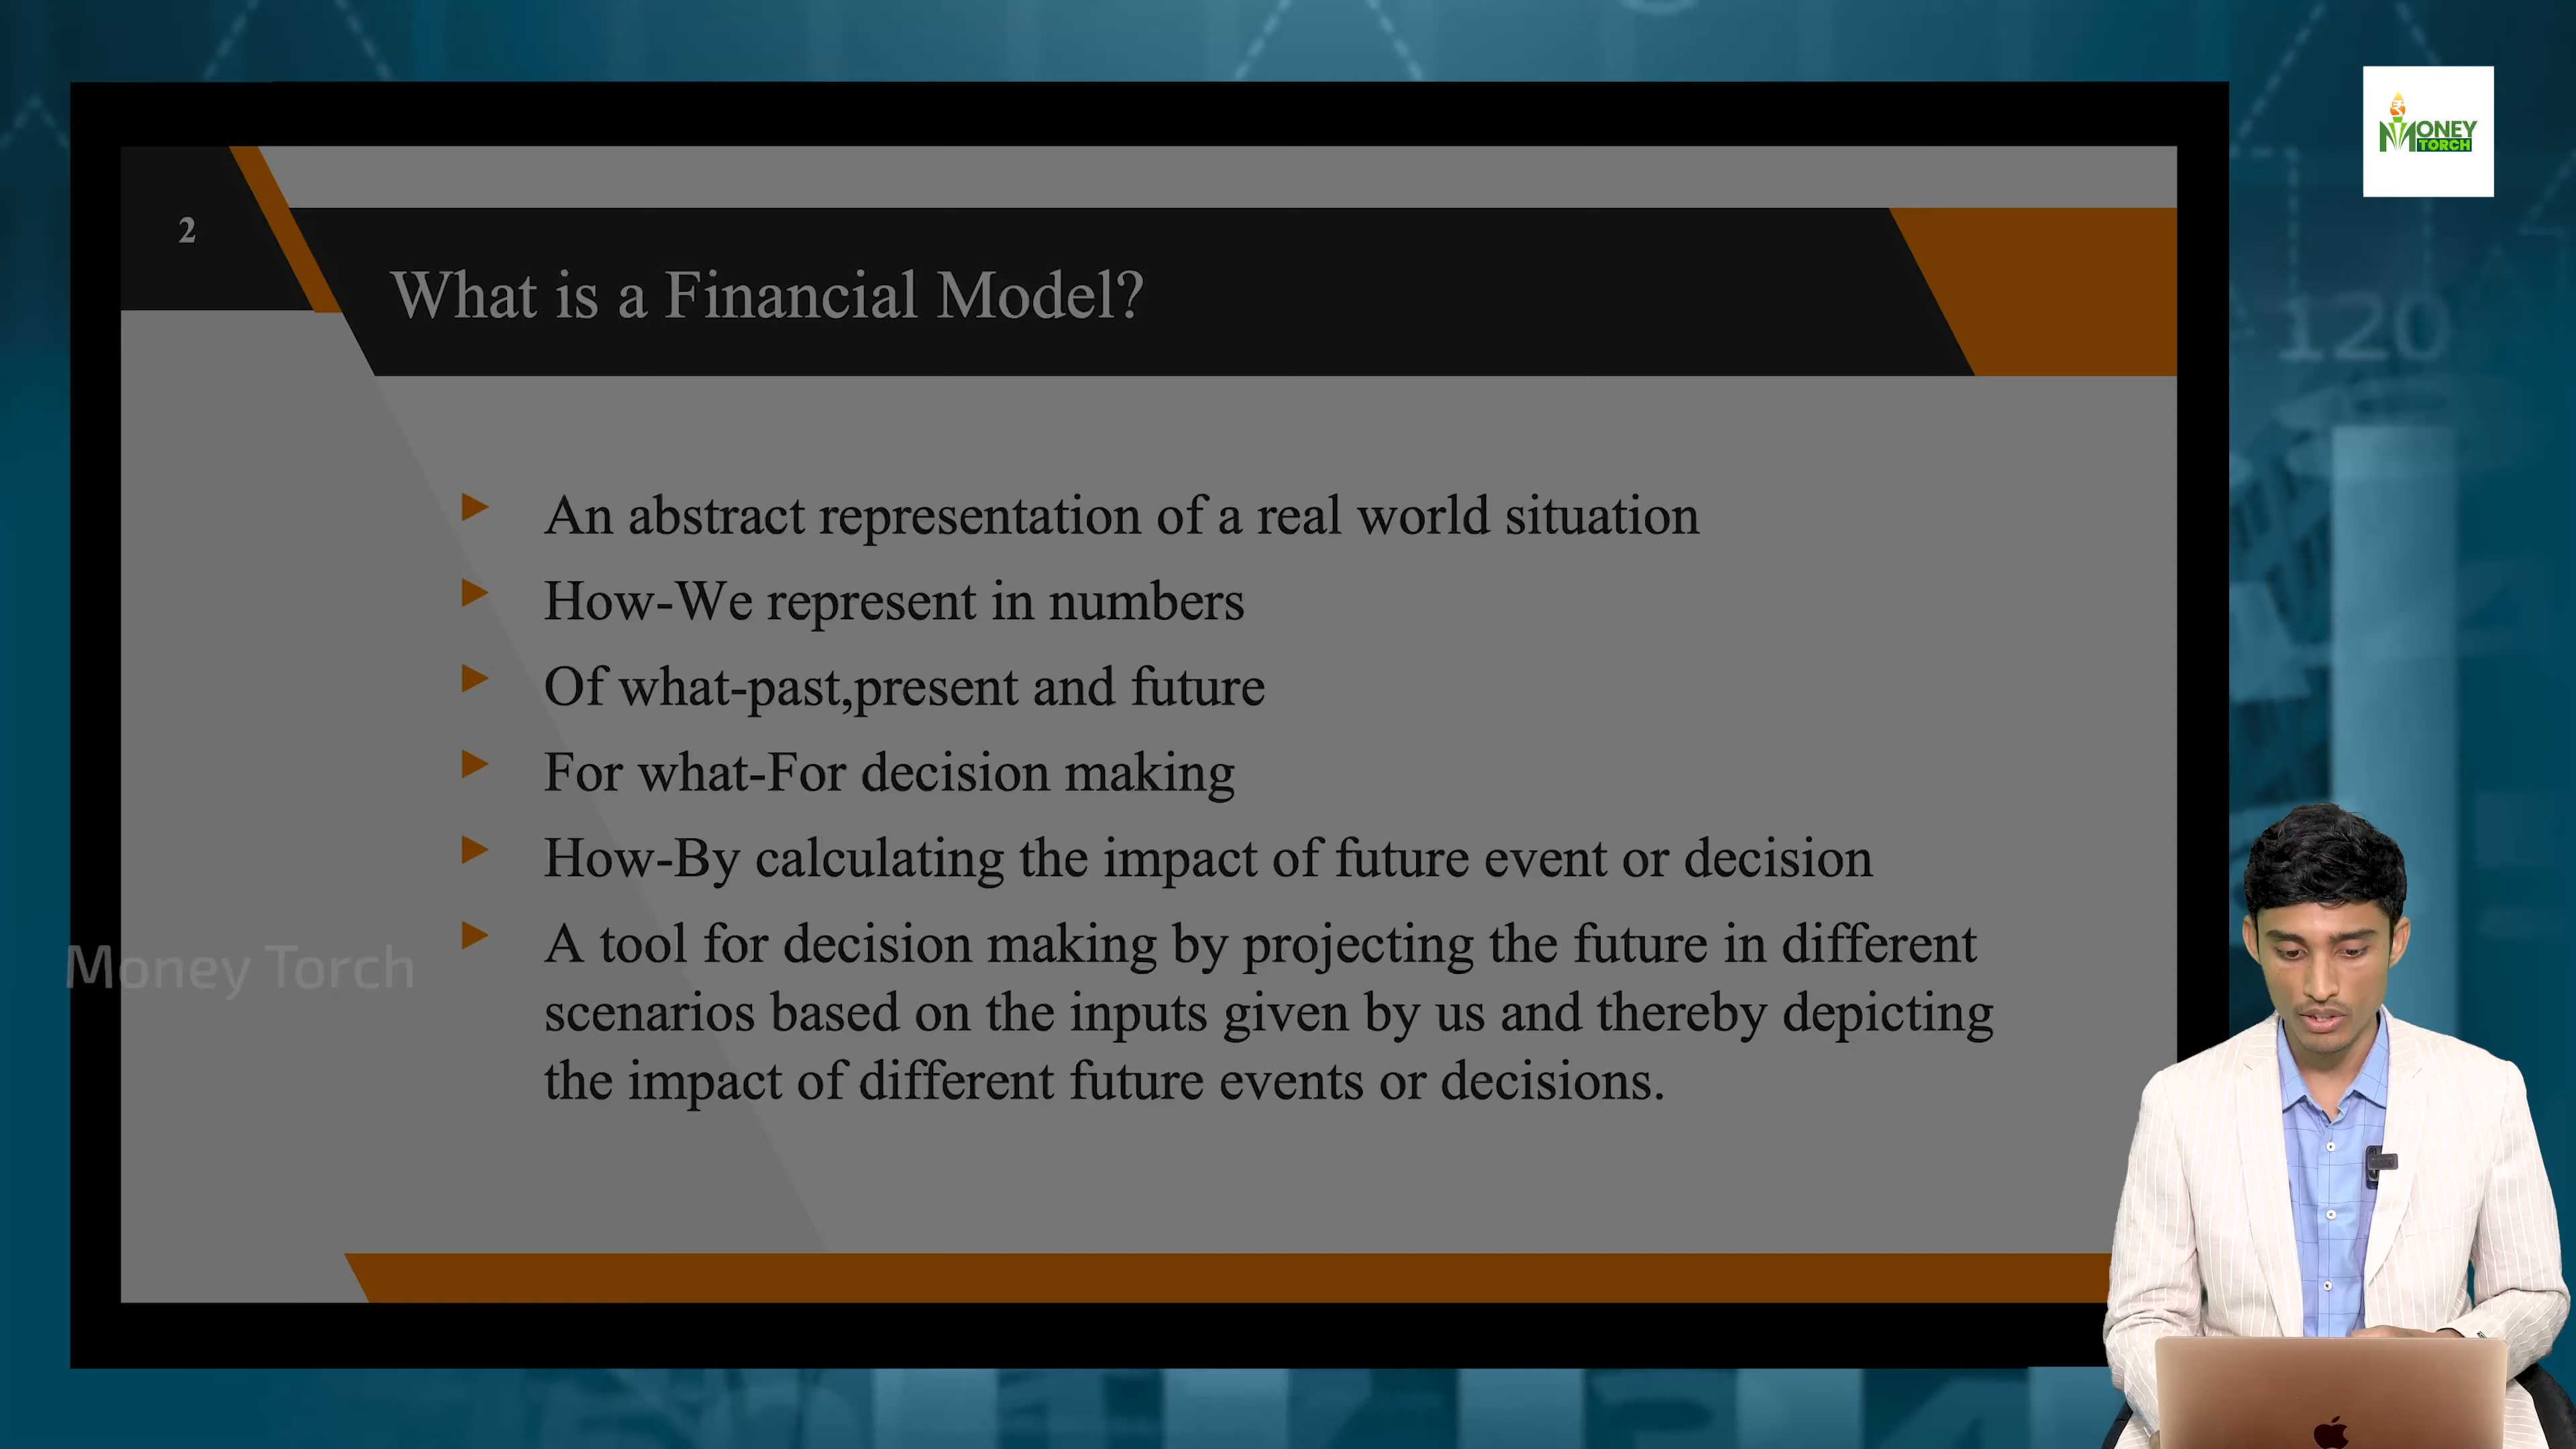 MONEY
TORCH
120
2
What is a Financial Model?
An abstract representation of a real world situation
How-We represent in numbers
Of what-past,present and future
For what-For decision making
How-By calculating the impact of future event or decision
A tool for decision making by projecting the future in different
scenarios based on the inputs given by us and thereby depicting
the impact of different future events or decisions.
Money Torch